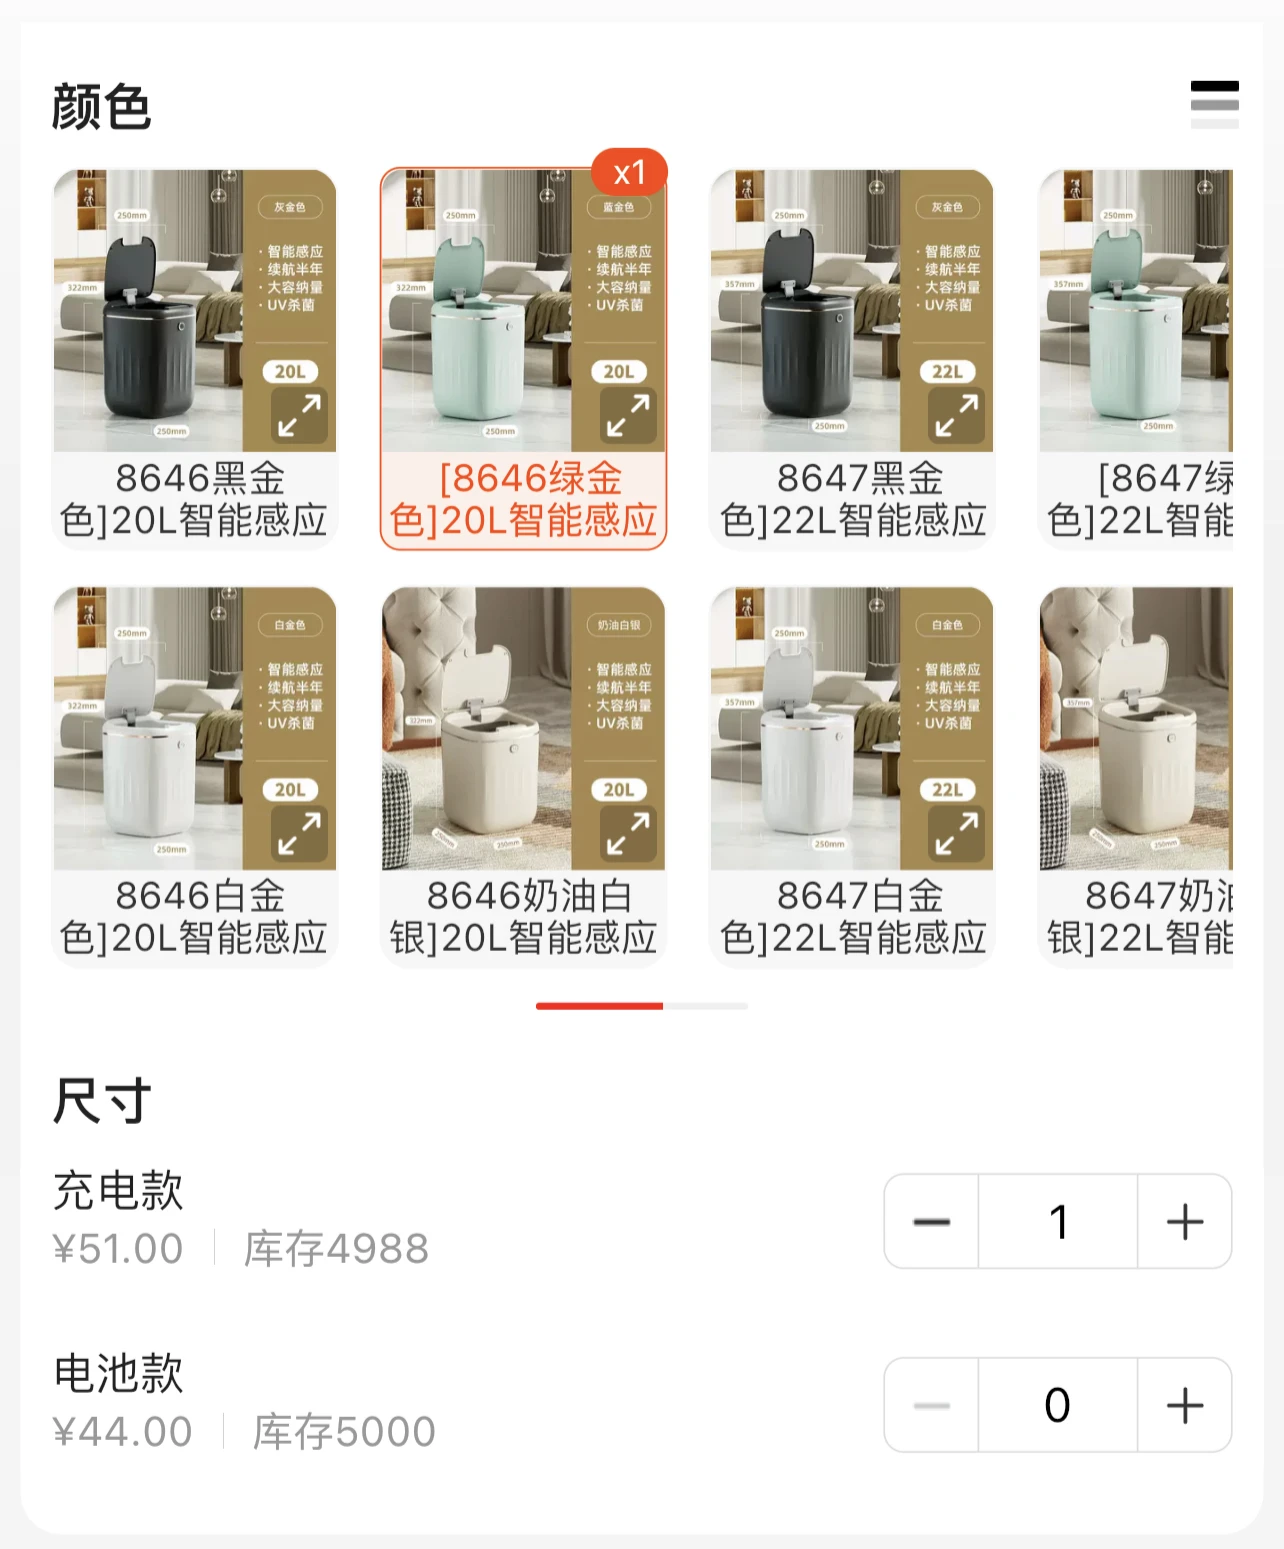 颜色
x1
灰金色
250mm
322mm
· 智能感应
· 续航半年
· 大容纳量
· UV杀菌
20L
250mm
8646黑金
色]20L智能感应
蓝金色
250mm
322mm
· 智能感应
· 续航半年
· 大容纳量
· UV杀菌
20L
250mm
[8646绿金
色]20L智能感应
灰金色
250mm
357mm
· 智能感应
· 续航半年
· 大容纳量
· UV杀菌
22L
250mm
8647黑金
色]22L智能感应
250mm
357mm
250mm
[8647绿
色]22L智能
白金色
250mm
322mm
· 智能感应
· 续航半年
· 大容纳量
· UV杀菌
20L
250mm
8646白金
色]20L智能感应
奶油白银
322mm
· 智能感应
· 续航半年
· 大容纳量
· UV杀菌
20L
250mm
250mm
8646奶油白
银]20L智能感应
白金色
250mm
357mm
· 智能感应
· 续航半年
· 大容纳量
· UV杀菌
22L
250mm
8647白金
色]22L智能感应
357mm
250mm
250mm
8647奶油
银]22L智能
尺寸
充电款
¥51.00 库存4988
1
电池款
¥44.00 库存5000
0